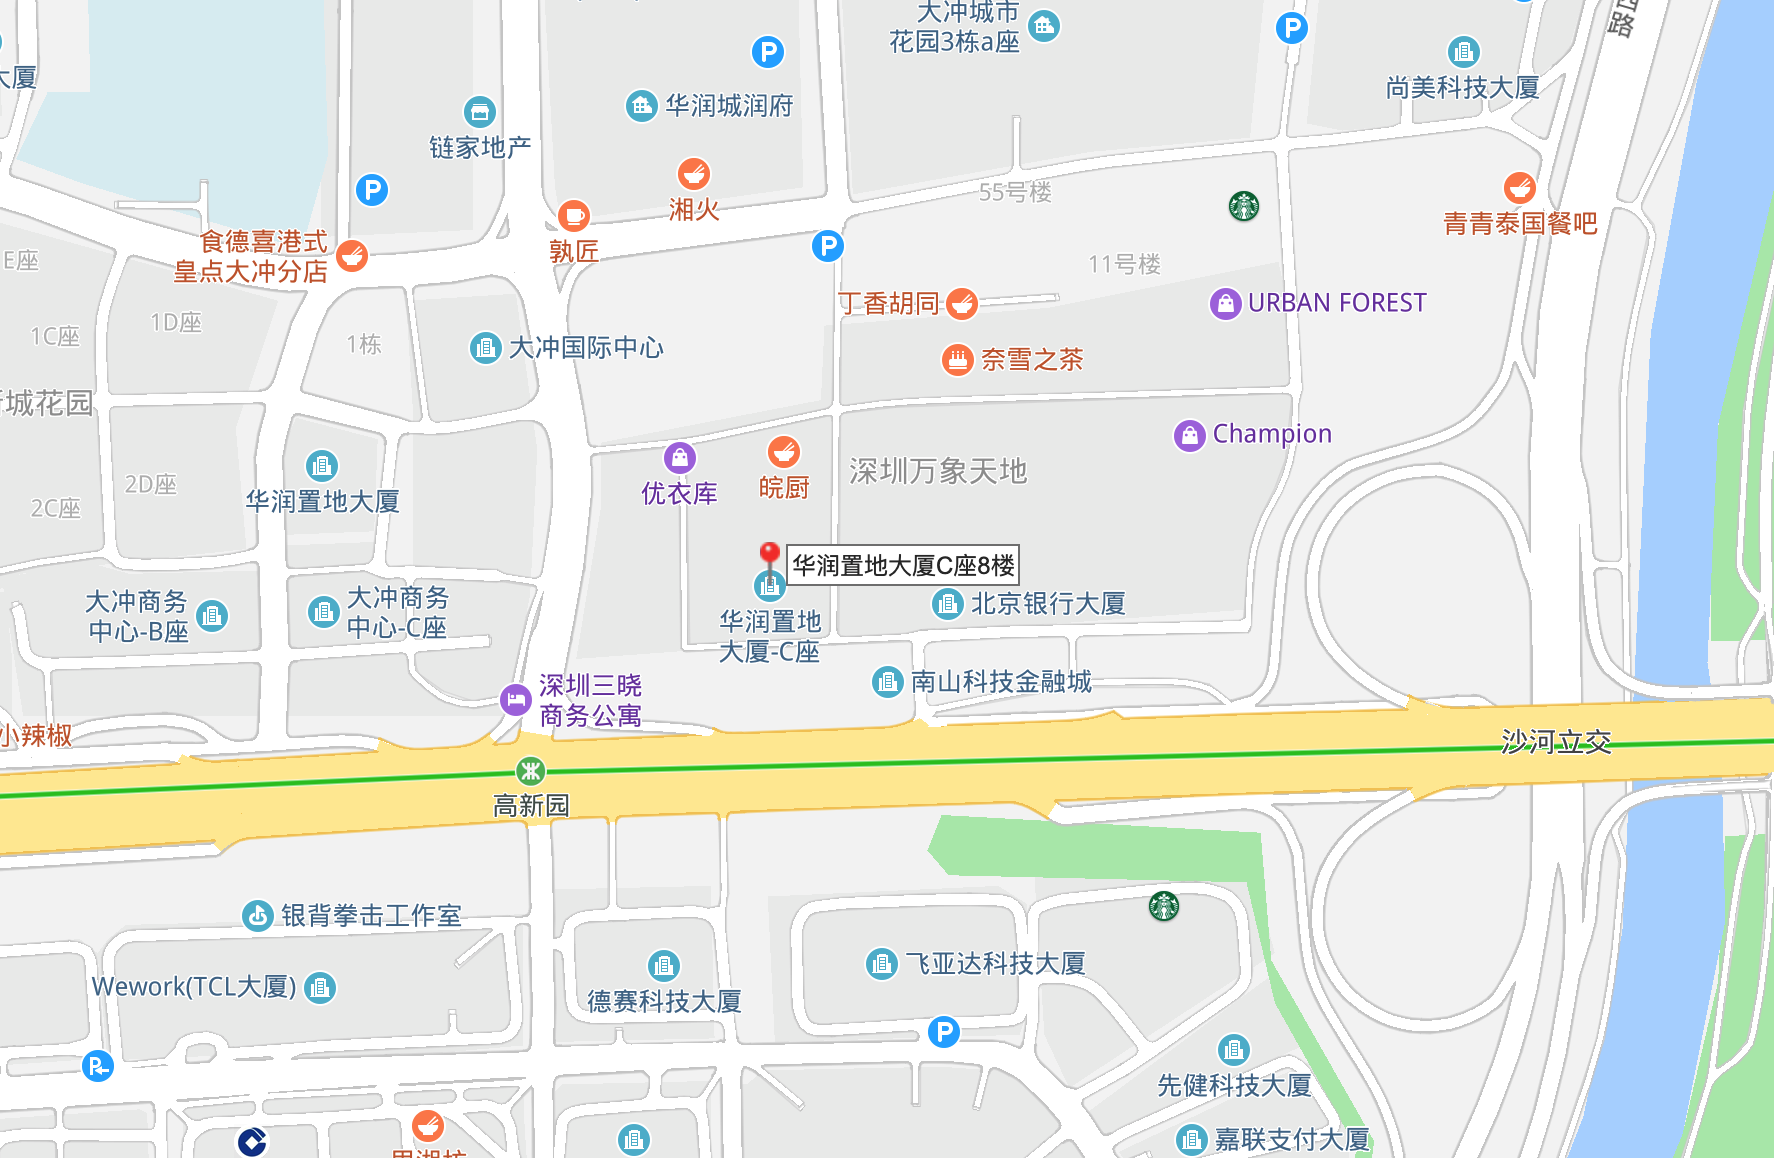 大冲城市
花园3栋a座
路
大厦
华润城润府
尚美科技大厦
链家地产
55号楼
湘火
青青泰国餐吧
食德喜港式
皇点大冲分店
孰匠
E座
11号楼
丁香胡同
URBAN FOREST
1C座
1D座
1栋
大冲国际中心
奈雪之茶
城花园
Champion
深圳万象天地
2D座
2C座
华润置地大厦
优衣库
皖厨
华润置地大厦C座8楼
大冲商务
中心-B座
大冲商务
中心-C座
华润置地
大厦-C座
北京银行大厦
南山科技金融城
深圳三晓
商务公寓
小辣椒
沙河立交
高新园
银背拳击工作室
Wework(TCL大厦)
德赛科技大厦
飞亚达科技大厦
先健科技大厦
嘉联支付大厦
P
P
P
P
P
P